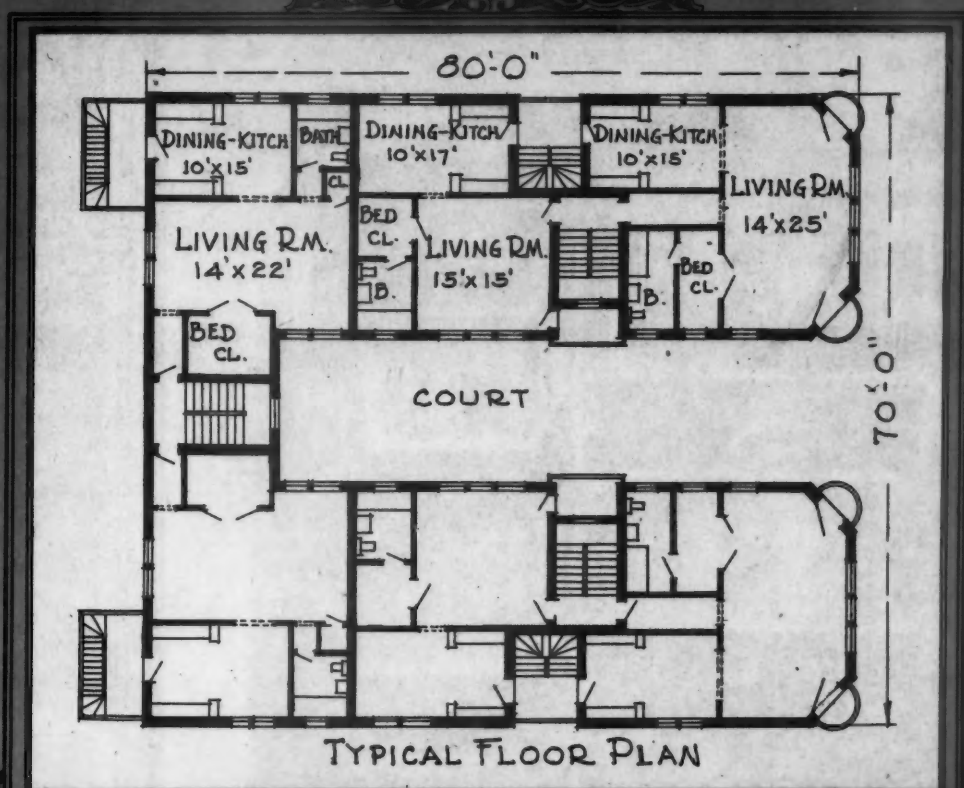 80'-0"
DINING-KITCH
10'x15'
BATH
CL.
DINING-KITCH
10'x17'
DINING-KITCH
10'x15'
LIVING RM.
14'x25'
LIVING RM.
14'x22'
BED
CL.
B.
LIVING RM.
15'x15'
B.
BED
CL.
BED
CL.
COURT
70'-0"
TYPICAL FLOOR PLAN